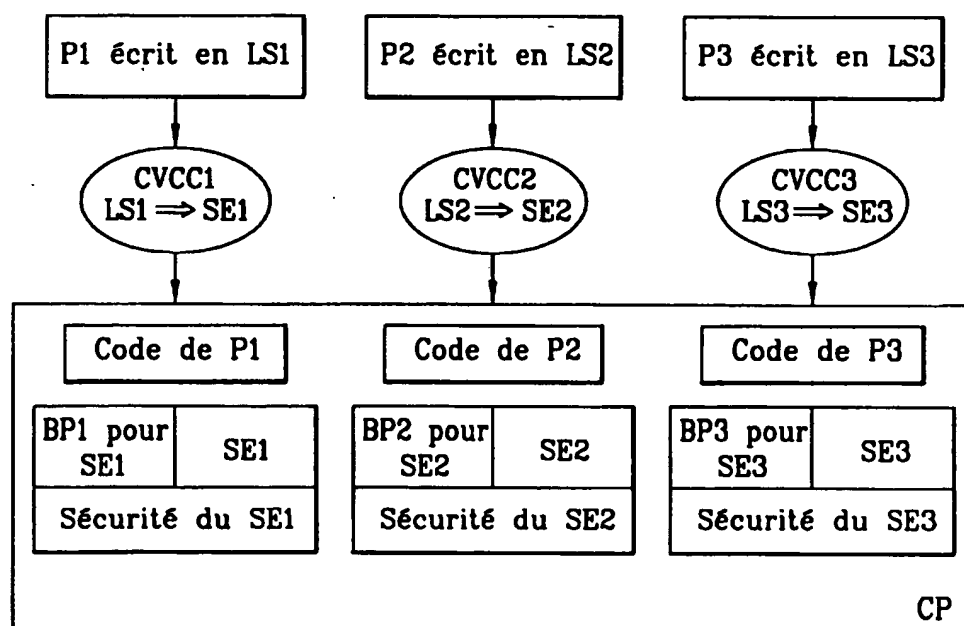 P1 écrit en LS1
P2 écrit en LS2
P3 écrit en LS3
CVCC1
LS1 ⟹ SE1
CVCC2
LS2 ⟹ SE2
CVCC3
LS3 ⟹ SE3
Code de P1
Code de P2
Code de P3
BP1 pour
SE1
SE1
BP2 pour
SE2
SE2
BP3 pour
SE3
SE3
Sécurité du SE1
Sécurité du SE2
Sécurité du SE3
CP